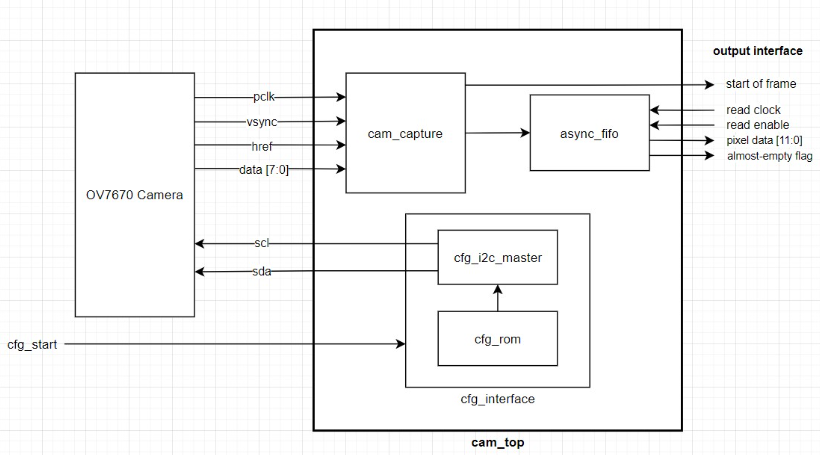 output interface
start of frame
pclk
read clock
vsync
cam_capture
async_fifo
read enable
href
pixel data [11:0]
data [7:0]
almost-empty flag
OV7670 Camera
scl
cfg_i2c_master
sda
cfg_start
cfg_rom
cfg_interface
cam_top